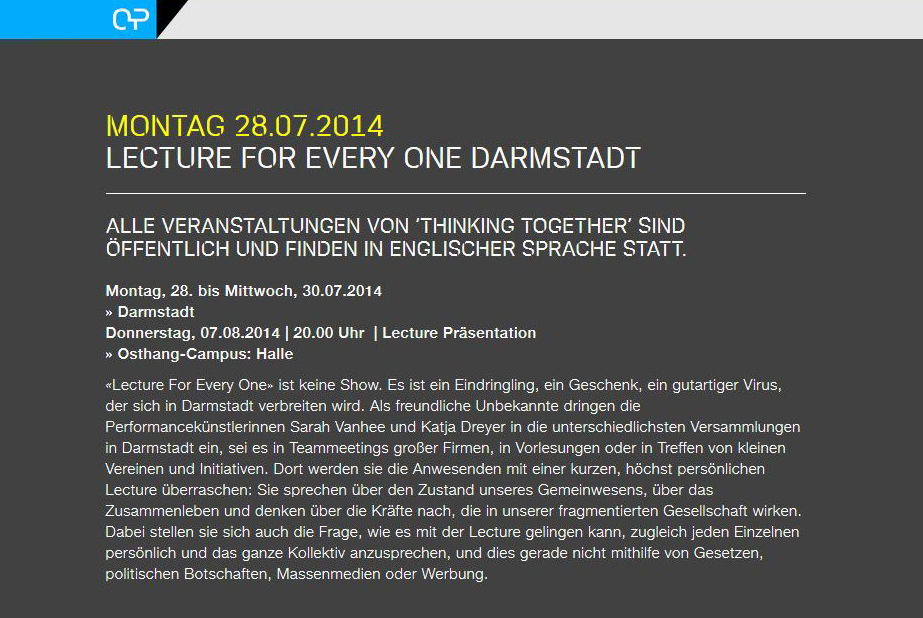 OP
MONTAG 28.07.2014
LECTURE FOR EVERY ONE DARMSTADT
ALLE VERANSTALTUNGEN VON ‘THINKING TOGETHER’ SIND
ÖFFENTLICH UND FINDEN IN ENGLISCHER SPRACHE STATT.
Montag, 28. bis Mittwoch, 30.07.2014
» Darmstadt
Donnerstag, 07.08.2014 | 20.00 Uhr | Lecture Präsentation
» Osthang-Campus: Halle
«Lecture For Every One» ist keine Show. Es ist ein Eindringling, ein Geschenk, ein gutartiger Virus,
der sich in Darmstadt verbreiten wird. Als freundliche Unbekannte dringen die
Performancekünstlerinnen Sarah Vanhee und Katja Dreyer in die unterschiedlichsten Versammlungen
in Darmstadt ein, sei es in Teammeetings großer Firmen, in Vorlesungen oder in Treffen von kleinen
Vereinen und Initiativen. Dort werden sie die Anwesenden mit einer kurzen, höchst persönlichen
Lecture überraschen: Sie sprechen über den Zustand unseres Gemeinwesens, über das
Zusammenleben und denken über die Kräfte nach, die in unserer fragmentierten Gesellschaft wirken.
Dabei stellen sie sich auch die Frage, wie es mit der Lecture gelingen kann, zugleich jeden Einzelnen
persönlich und das ganze Kollektiv anzusprechen, und dies gerade nicht mithilfe von Gesetzen,
politischen Botschaften, Massenmedien oder Werbung.